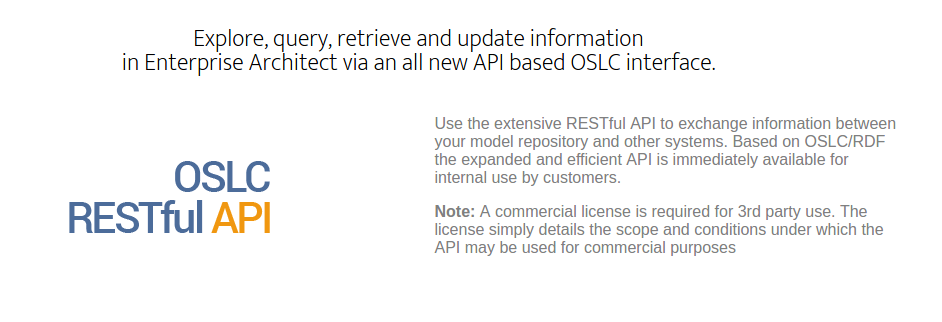 Explore, query, retrieve and update information
in Enterprise Architect via an all new API based OSLC interface.
OSLC
RESTful API
Use the extensive RESTful API to exchange information between
your model repository and other systems. Based on OSLC/RDF
the expanded and efficient API is immediately available for
internal use by customers.
Note: A commercial license is required for 3rd party use. The
license simply details the scope and conditions under which the
API may be used for commercial purposes